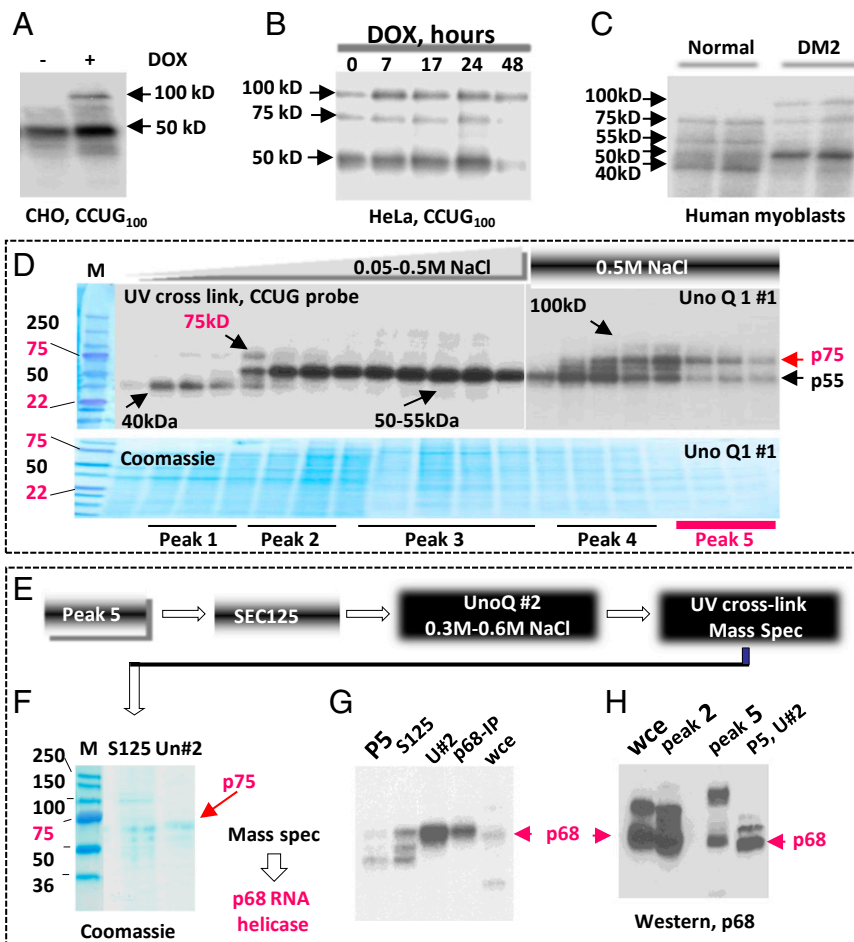 A
- + DOX
100 kD
50 kD
CHO, CCUG100
B
DOX, hours
0 7 17 24 48
100 kD
75 kD
50 kD
HeLa, CCUG100
C
Normal DM2
100kD
75kD
55kD
50kD
40kD
Human myoblasts
D
M
0.05-0.5M NaCl
0.5M NaCl
UV cross link, CCUG probe
Uno Q 1 #1
250
75
50
22
75kD
100kD
p75
p55
40kDa
50-55kDa
75
50
22
Coomassie
Uno Q1 #1
Peak 1 Peak 2 Peak 3 Peak 4 Peak 5
E
Peak 5
SEC125
UnoQ #2
0.3M-0.6M NaCl
UV cross-link
Mass Spec
F
M S125 Un#2
250
150
100
75
50
36
p75
Mass spec
p68 RNA
helicase
Coomassie
G
P5 S125 U#2 p68-IP wce
p68
H
wce peak 2 peak 5 P5, U#2
p68
Western, p68